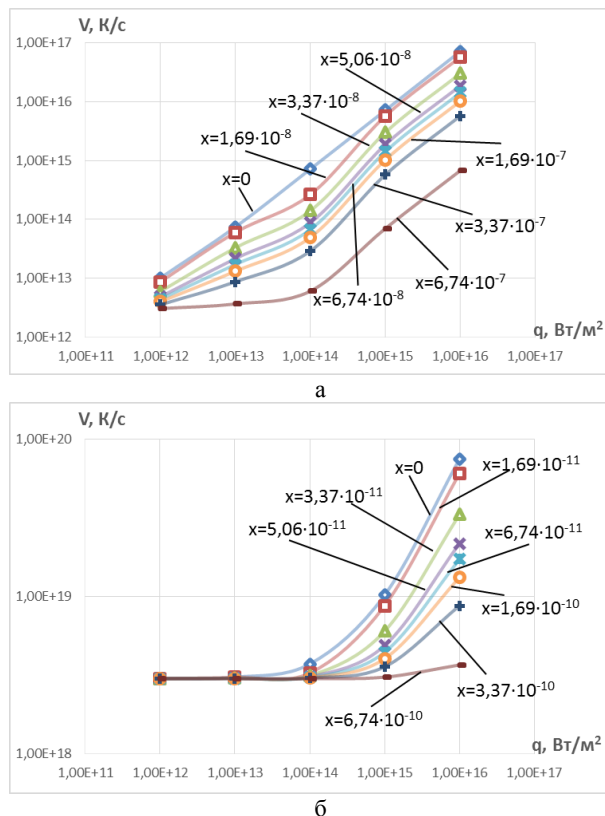 V, К/с
1,00E+17
x=5,06·10⁻⁸
1,00E+16
x=3,37·10⁻⁸
x=1,69·10⁻⁸
1,00E+15
x=1,69·10⁻⁷
x=0
1,00E+14
x=3,37·10⁻⁷
1,00E+13
x=6,74·10⁻⁸
x=6,74·10⁻⁷
1,00E+12
q, Вт/м²
1,00E+11 1,00E+12 1,00E+13 1,00E+14 1,00E+15 1,00E+16 1,00E+17
а
V, К/с
1,00E+20
x=0
x=1,69·10⁻¹¹
x=3,37·10⁻¹¹
x=6,74·10⁻¹¹
x=5,06·10⁻¹¹
1,00E+19
x=1,69·10⁻¹⁰
x=3,37·10⁻¹⁰
x=6,74·10⁻¹⁰
1,00E+18
q, Вт/м²
1,00E+11 1,00E+12 1,00E+13 1,00E+14 1,00E+15 1,00E+16 1,00E+17
б